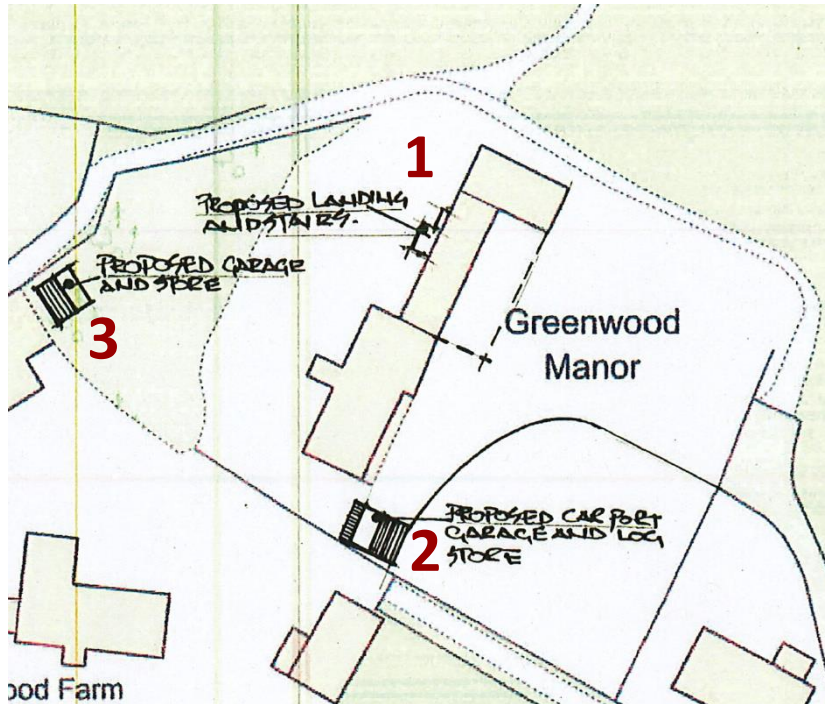 1
PROPOSED LANDING
AND STAIRS.
PROPOSED GARAGE
AND STORE
3
Greenwood
Manor
PROPOSED CAR PORT
GARAGE AND LOG
STORE
2
ood Farm